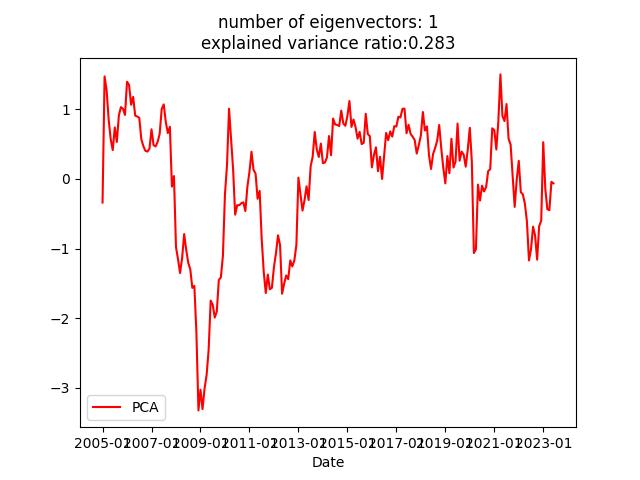 number of eigenvectors: 1
explained variance ratio:0.283
1
0
−1
−2
−3
PCA
2005-01 2007-01 2009-01 2011-01 2013-01 2015-01 2017-01 2019-01 2021-01 2023-01
Date